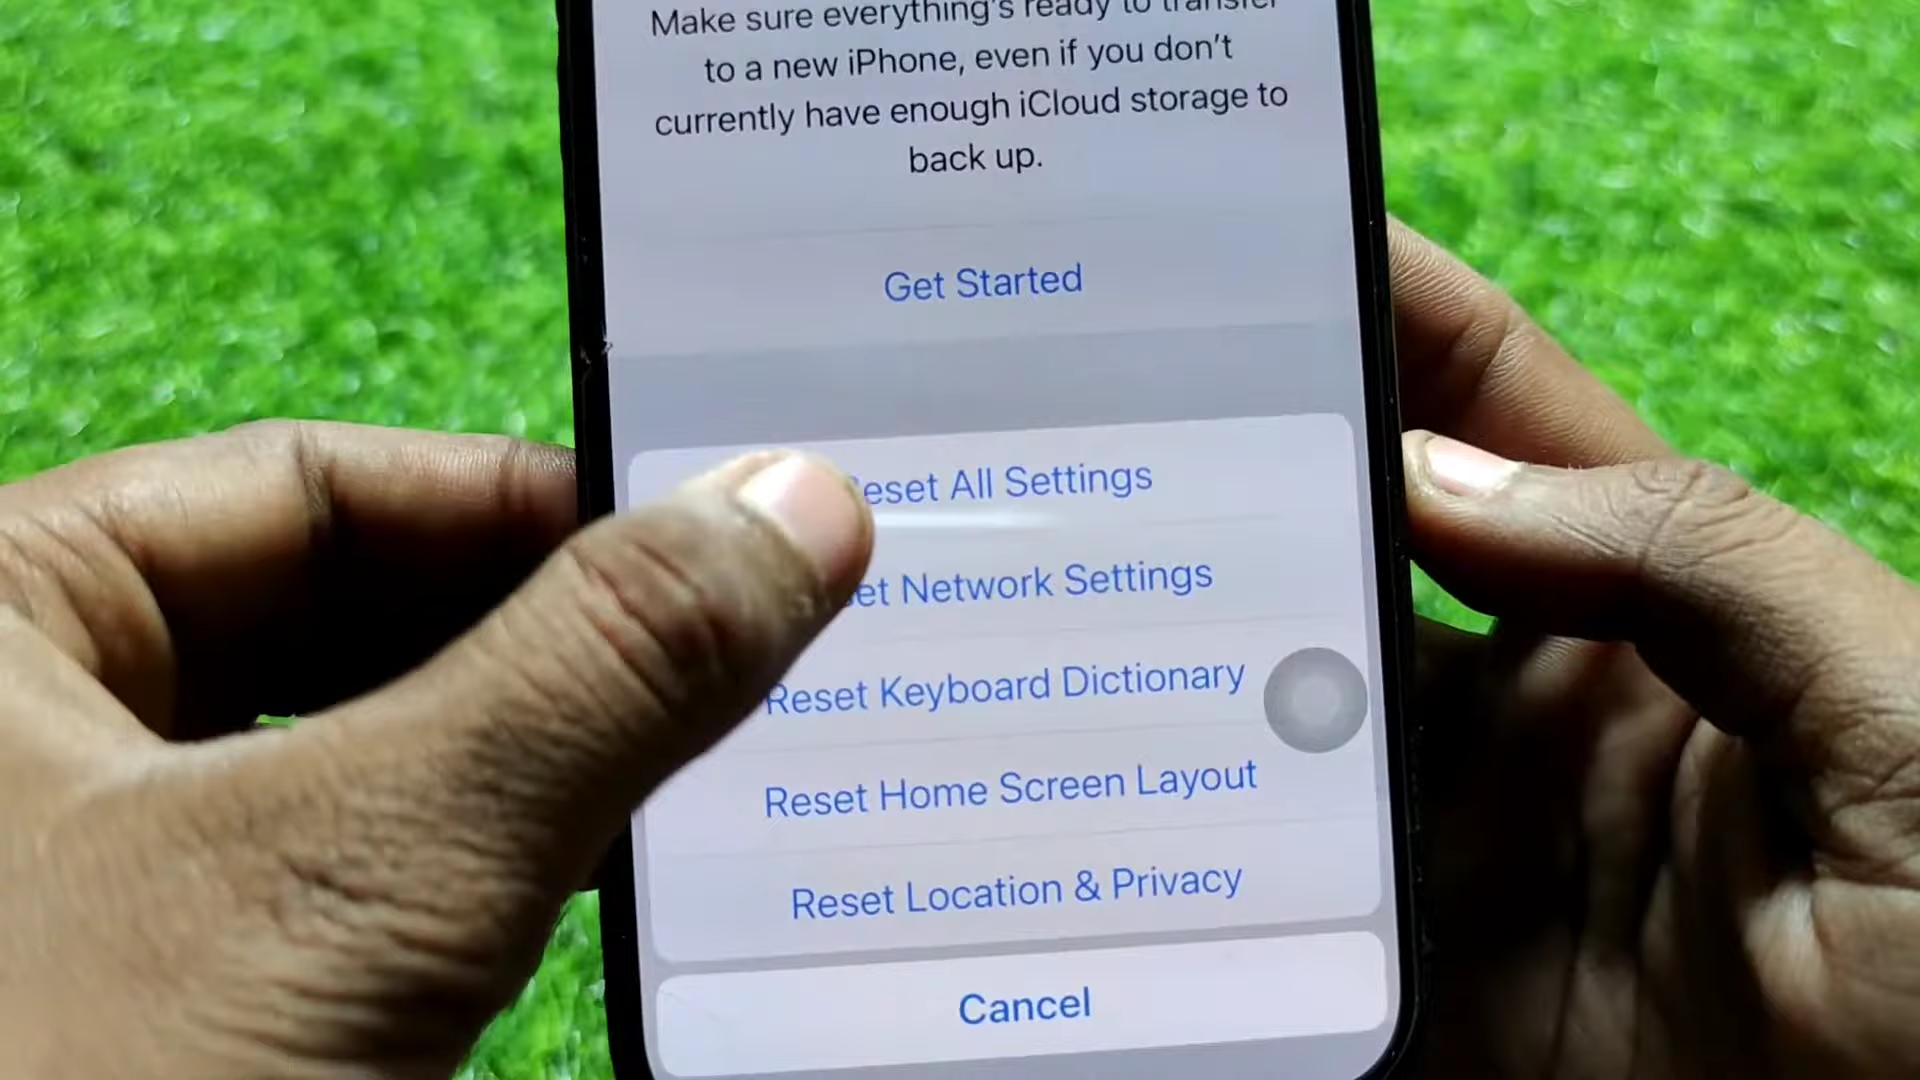 Make sure everything's ready to transfer
to a new iPhone, even if you don't
currently have enough iCloud storage to
back up.
Get Started
Reset All Settings
Network Settings
Reset Keyboard Dictionary
Reset Home Screen Layout
Reset Location & Privacy
Cancel